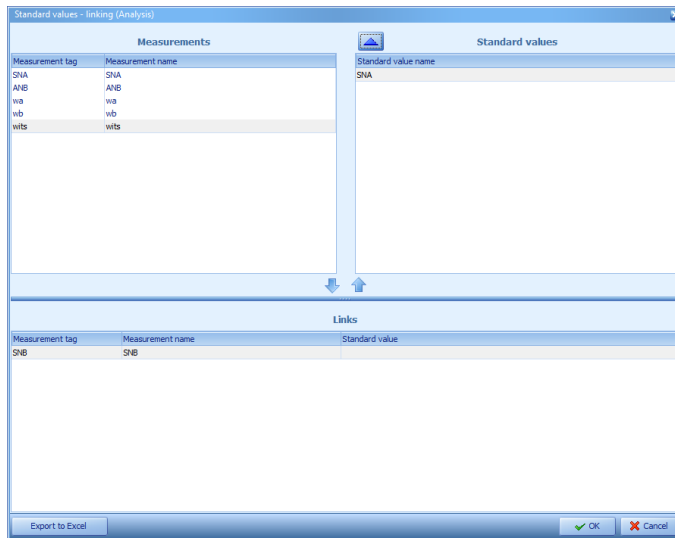 Standard values - linking (Analysis)
Measurements
Standard values
Measurement tag Measurement name
SNA SNA
ANB ANB
wa wa
wb wb
wits wits
Standard value name
SNA
Links
Measurement tag Measurement name Standard value
SNB SNB
Export to Excel OK Cancel